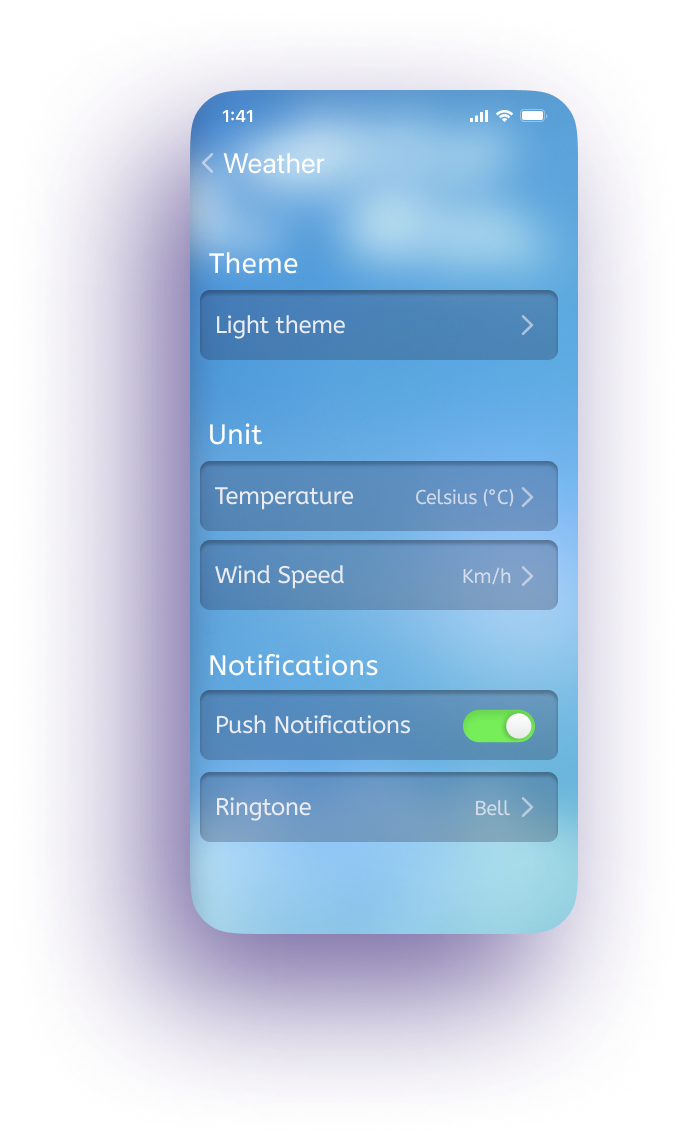 1:41
Weather
Theme
Light theme
Unit
Temperature Celsius (°C)
Wind Speed Km/h
Notifications
Push Notifications
Ringtone Bell